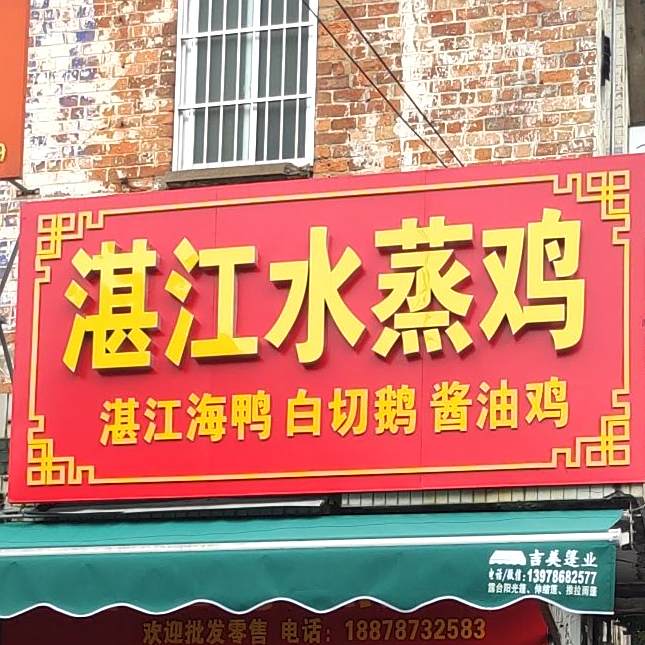 9
湛江水蒸鸡
湛江海鸭 白切鹅 酱油鸡
吉美篷业
电话/微信:13978682577
露台阳光篷、伸缩篷、推拉雨篷
欢迎批发零售 电话:18878732583